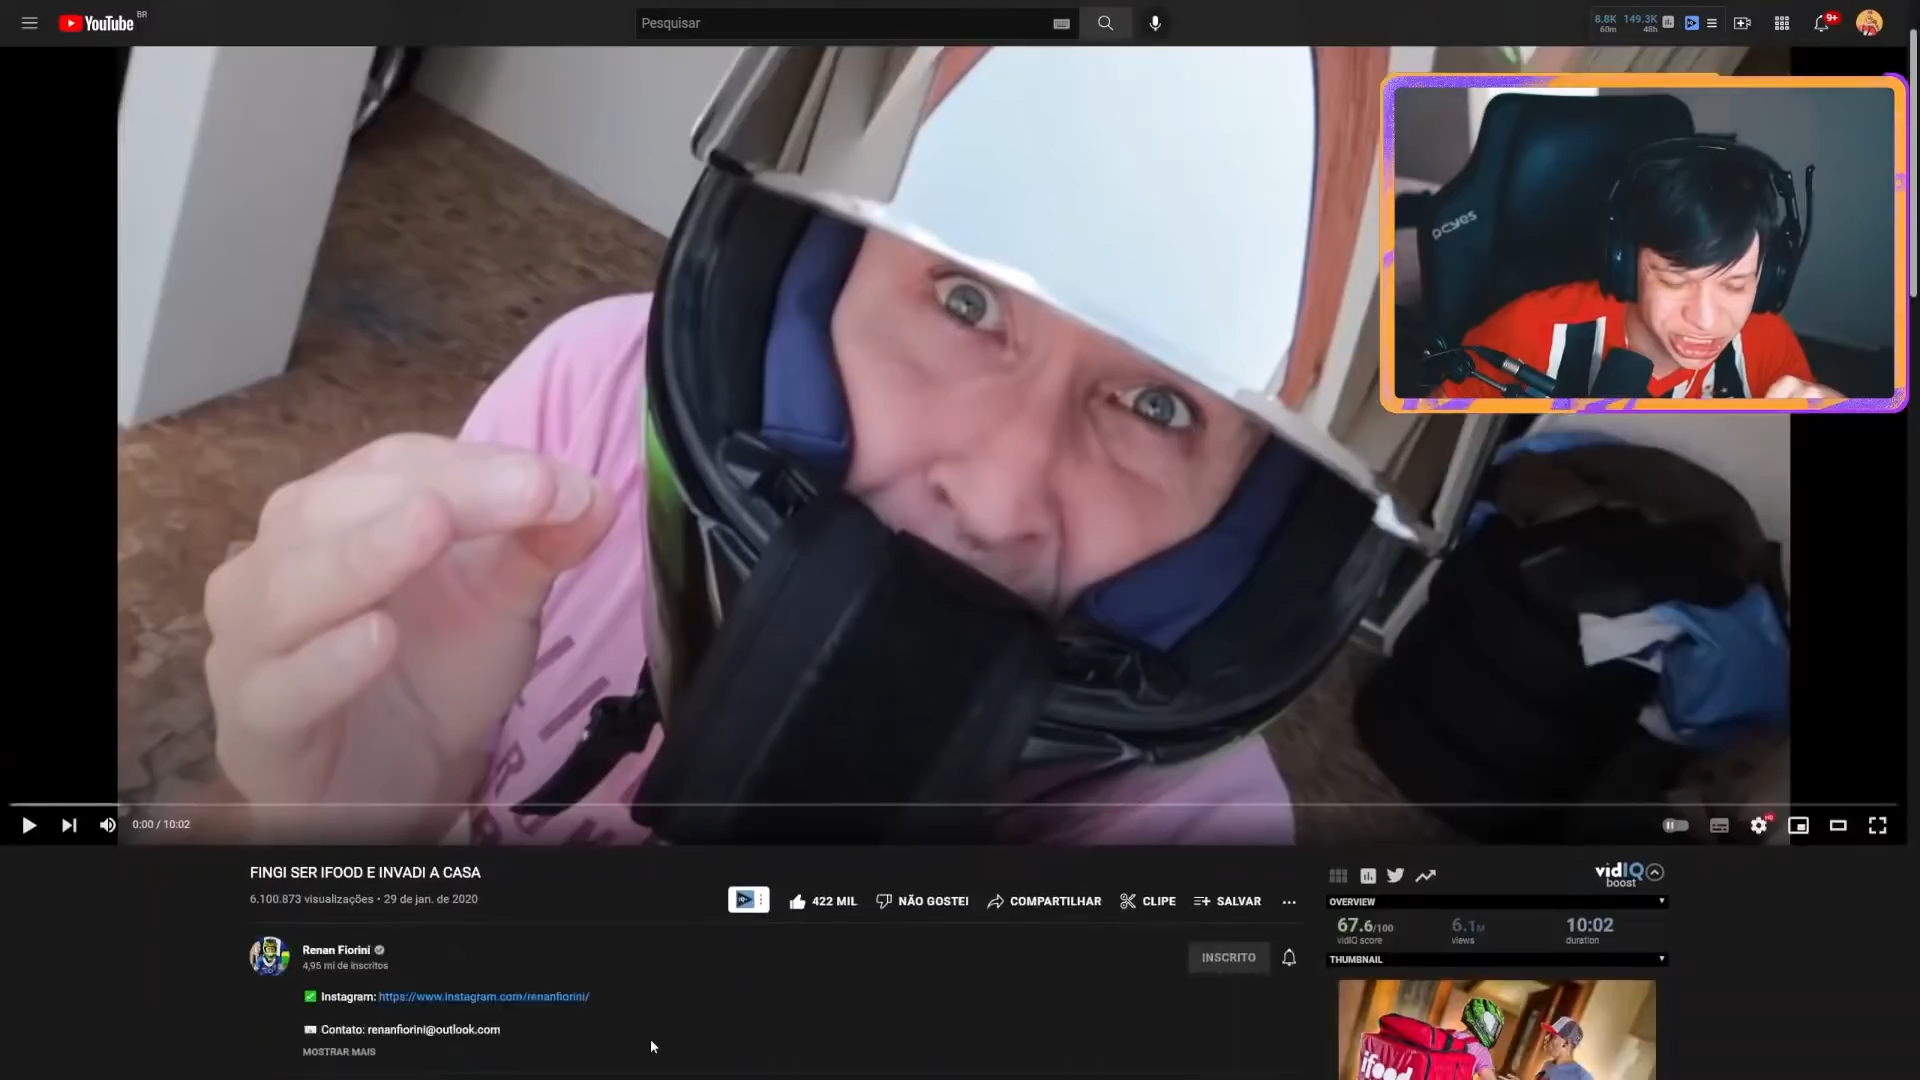 YouTube BR
Pesquisar
8.8K
60m
149.3K
48h
9+
pcyes
0:00 / 10:02
FINGI SER IFOOD E INVADI A CASA
6.100.873 visualizações • 29 de jan. de 2020
422 MIL
NÃO GOSTEI
COMPARTILHAR
CLIPE
SALVAR
Renan Fiorini
4,95 mi de inscritos
INSCRITO
✅ Instagram: https://www.instagram.com/renanfiorini/
📧 Contato: renanfiorini@outlook.com
MOSTRAR MAIS
vidIQ
boost
OVERVIEW
67.6/100
vidIQ score
6.1M
views
10:02
duration
THUMBNAIL
ifood